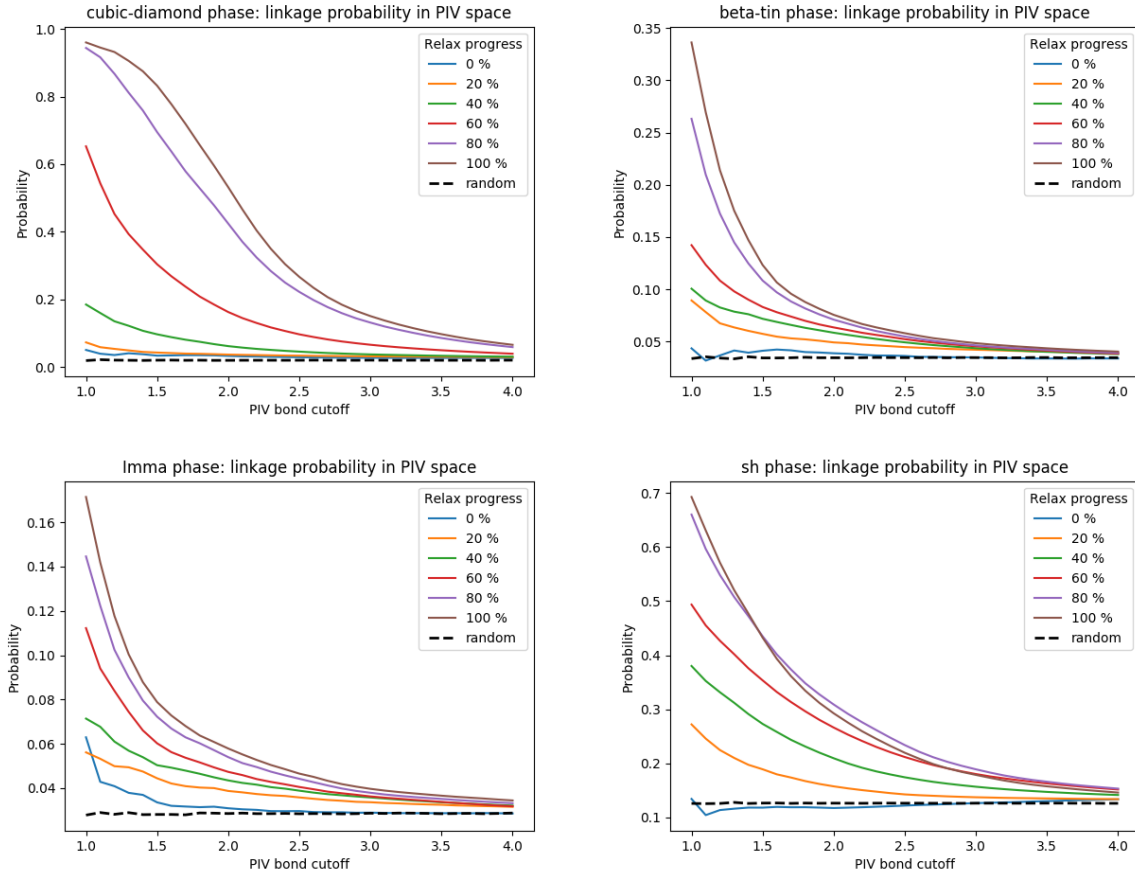 cubic-diamond phase: linkage probability in PIV space
1.0
0.8
0.6
0.4
0.2
0.0
Probability
1.0 1.5 2.0 2.5 3.0 3.5 4.0
PIV bond cutoff
Relax progress
0 %
20 %
40 %
60 %
80 %
100 %
random
beta-tin phase: linkage probability in PIV space
0.35
0.30
0.25
0.20
0.15
0.10
0.05
Probability
1.0 1.5 2.0 2.5 3.0 3.5 4.0
PIV bond cutoff
Relax progress
0 %
20 %
40 %
60 %
80 %
100 %
random
Imma phase: linkage probability in PIV space
0.16
0.14
0.12
0.10
0.08
0.06
0.04
Probability
1.0 1.5 2.0 2.5 3.0 3.5 4.0
PIV bond cutoff
Relax progress
0 %
20 %
40 %
60 %
80 %
100 %
random
sh phase: linkage probability in PIV space
0.7
0.6
0.5
0.4
0.3
0.2
0.1
Probability
1.0 1.5 2.0 2.5 3.0 3.5 4.0
PIV bond cutoff
Relax progress
0 %
20 %
40 %
60 %
80 %
100 %
random